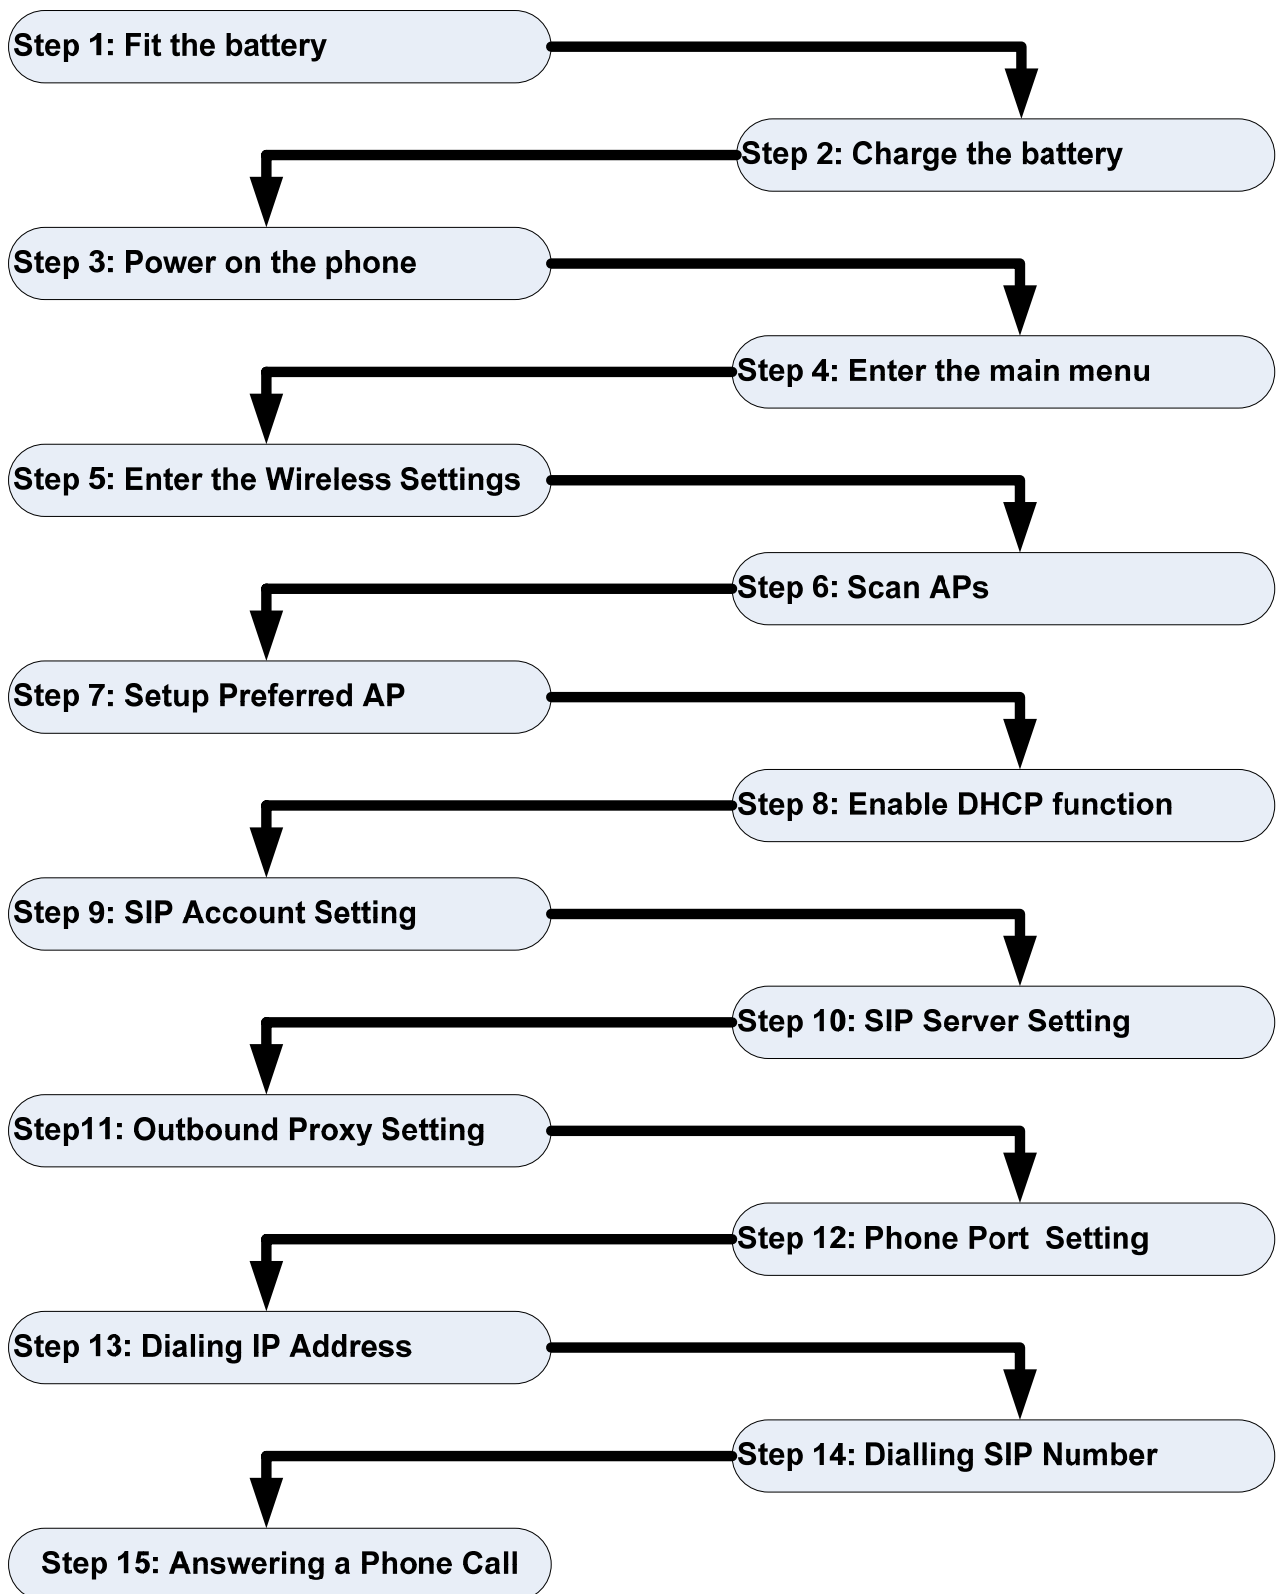 Step 1: Fit the battery
Step 2: Charge the battery
Step 3: Power on the phone
Step 4: Enter the main menu
Step 5: Enter the Wireless Settings
Step 6: Scan APs
Step 7: Setup Preferred AP
Step 8: Enable DHCP function
Step 9: SIP Account Setting
Step 10: SIP Server Setting
Step11: Outbound Proxy Setting
Step 12: Phone Port  Setting
Step 13: Dialing IP Address
Step 14: Dialling SIP Number
Step 15: Answering a Phone Call